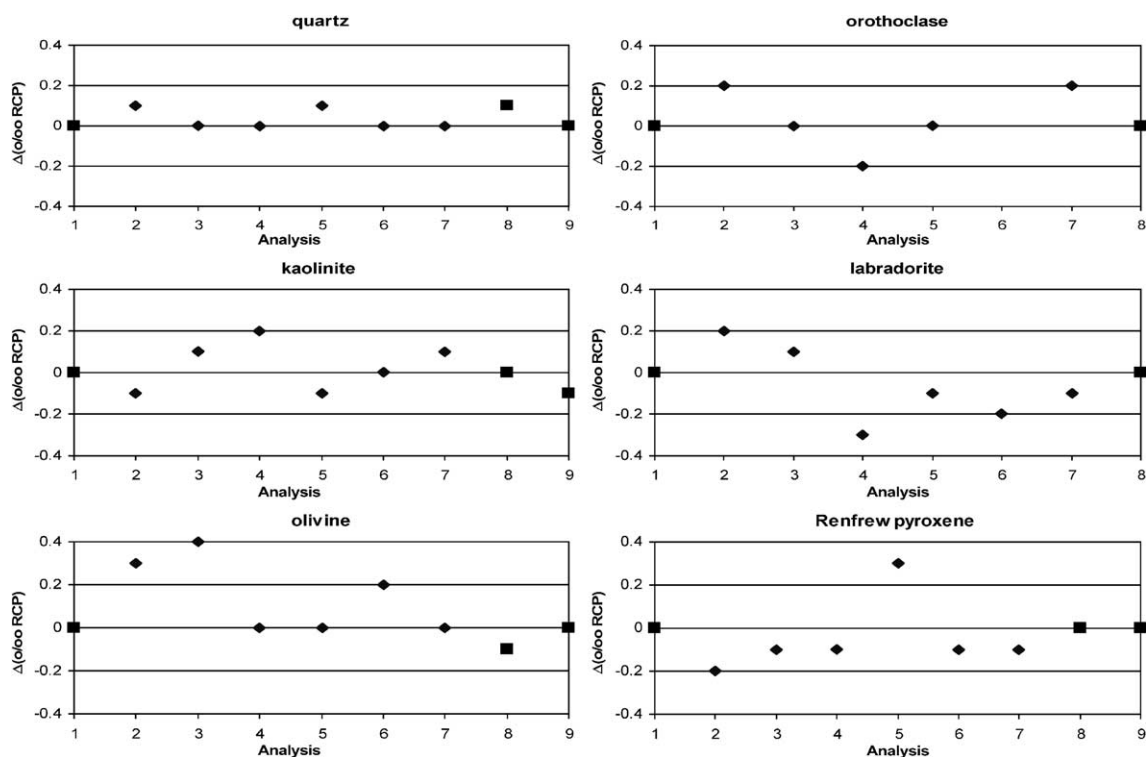 quartz
0.4
0.2
0
-0.2
-0.4
Δ(o/oo RCP)
1 2 3 4 5 6 7 8 9
Analysis
orothoclase
0.4
0.2
0
-0.2
-0.4
Δ(o/oo RCP)
1 2 3 4 5 6 7 8
Analysis
kaolinite
0.4
0.2
0
-0.2
-0.4
Δ(o/oo RCP)
1 2 3 4 5 6 7 8 9
Analysis
labradorite
0.4
0.2
0
-0.2
-0.4
Δ(o/oo RCP)
1 2 3 4 5 6 7 8
Analysis
olivine
0.4
0.2
0
-0.2
-0.4
Δ(o/oo RCP)
1 2 3 4 5 6 7 8 9
Analysis
Renfrew pyroxene
0.4
0.2
0
-0.2
-0.4
Δ(o/oo RCP)
1 2 3 4 5 6 7 8 9
Analysis